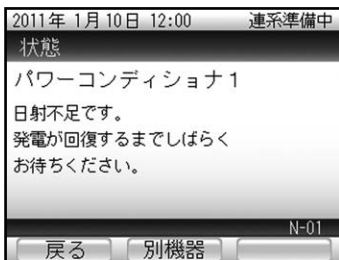 2011年 1月10日 12:00 連系準備中
状態
パワーコンディショナ1
日射不足です。
発電が回復するまでしばらく
お待ちください。
N-01
戻る 別機器